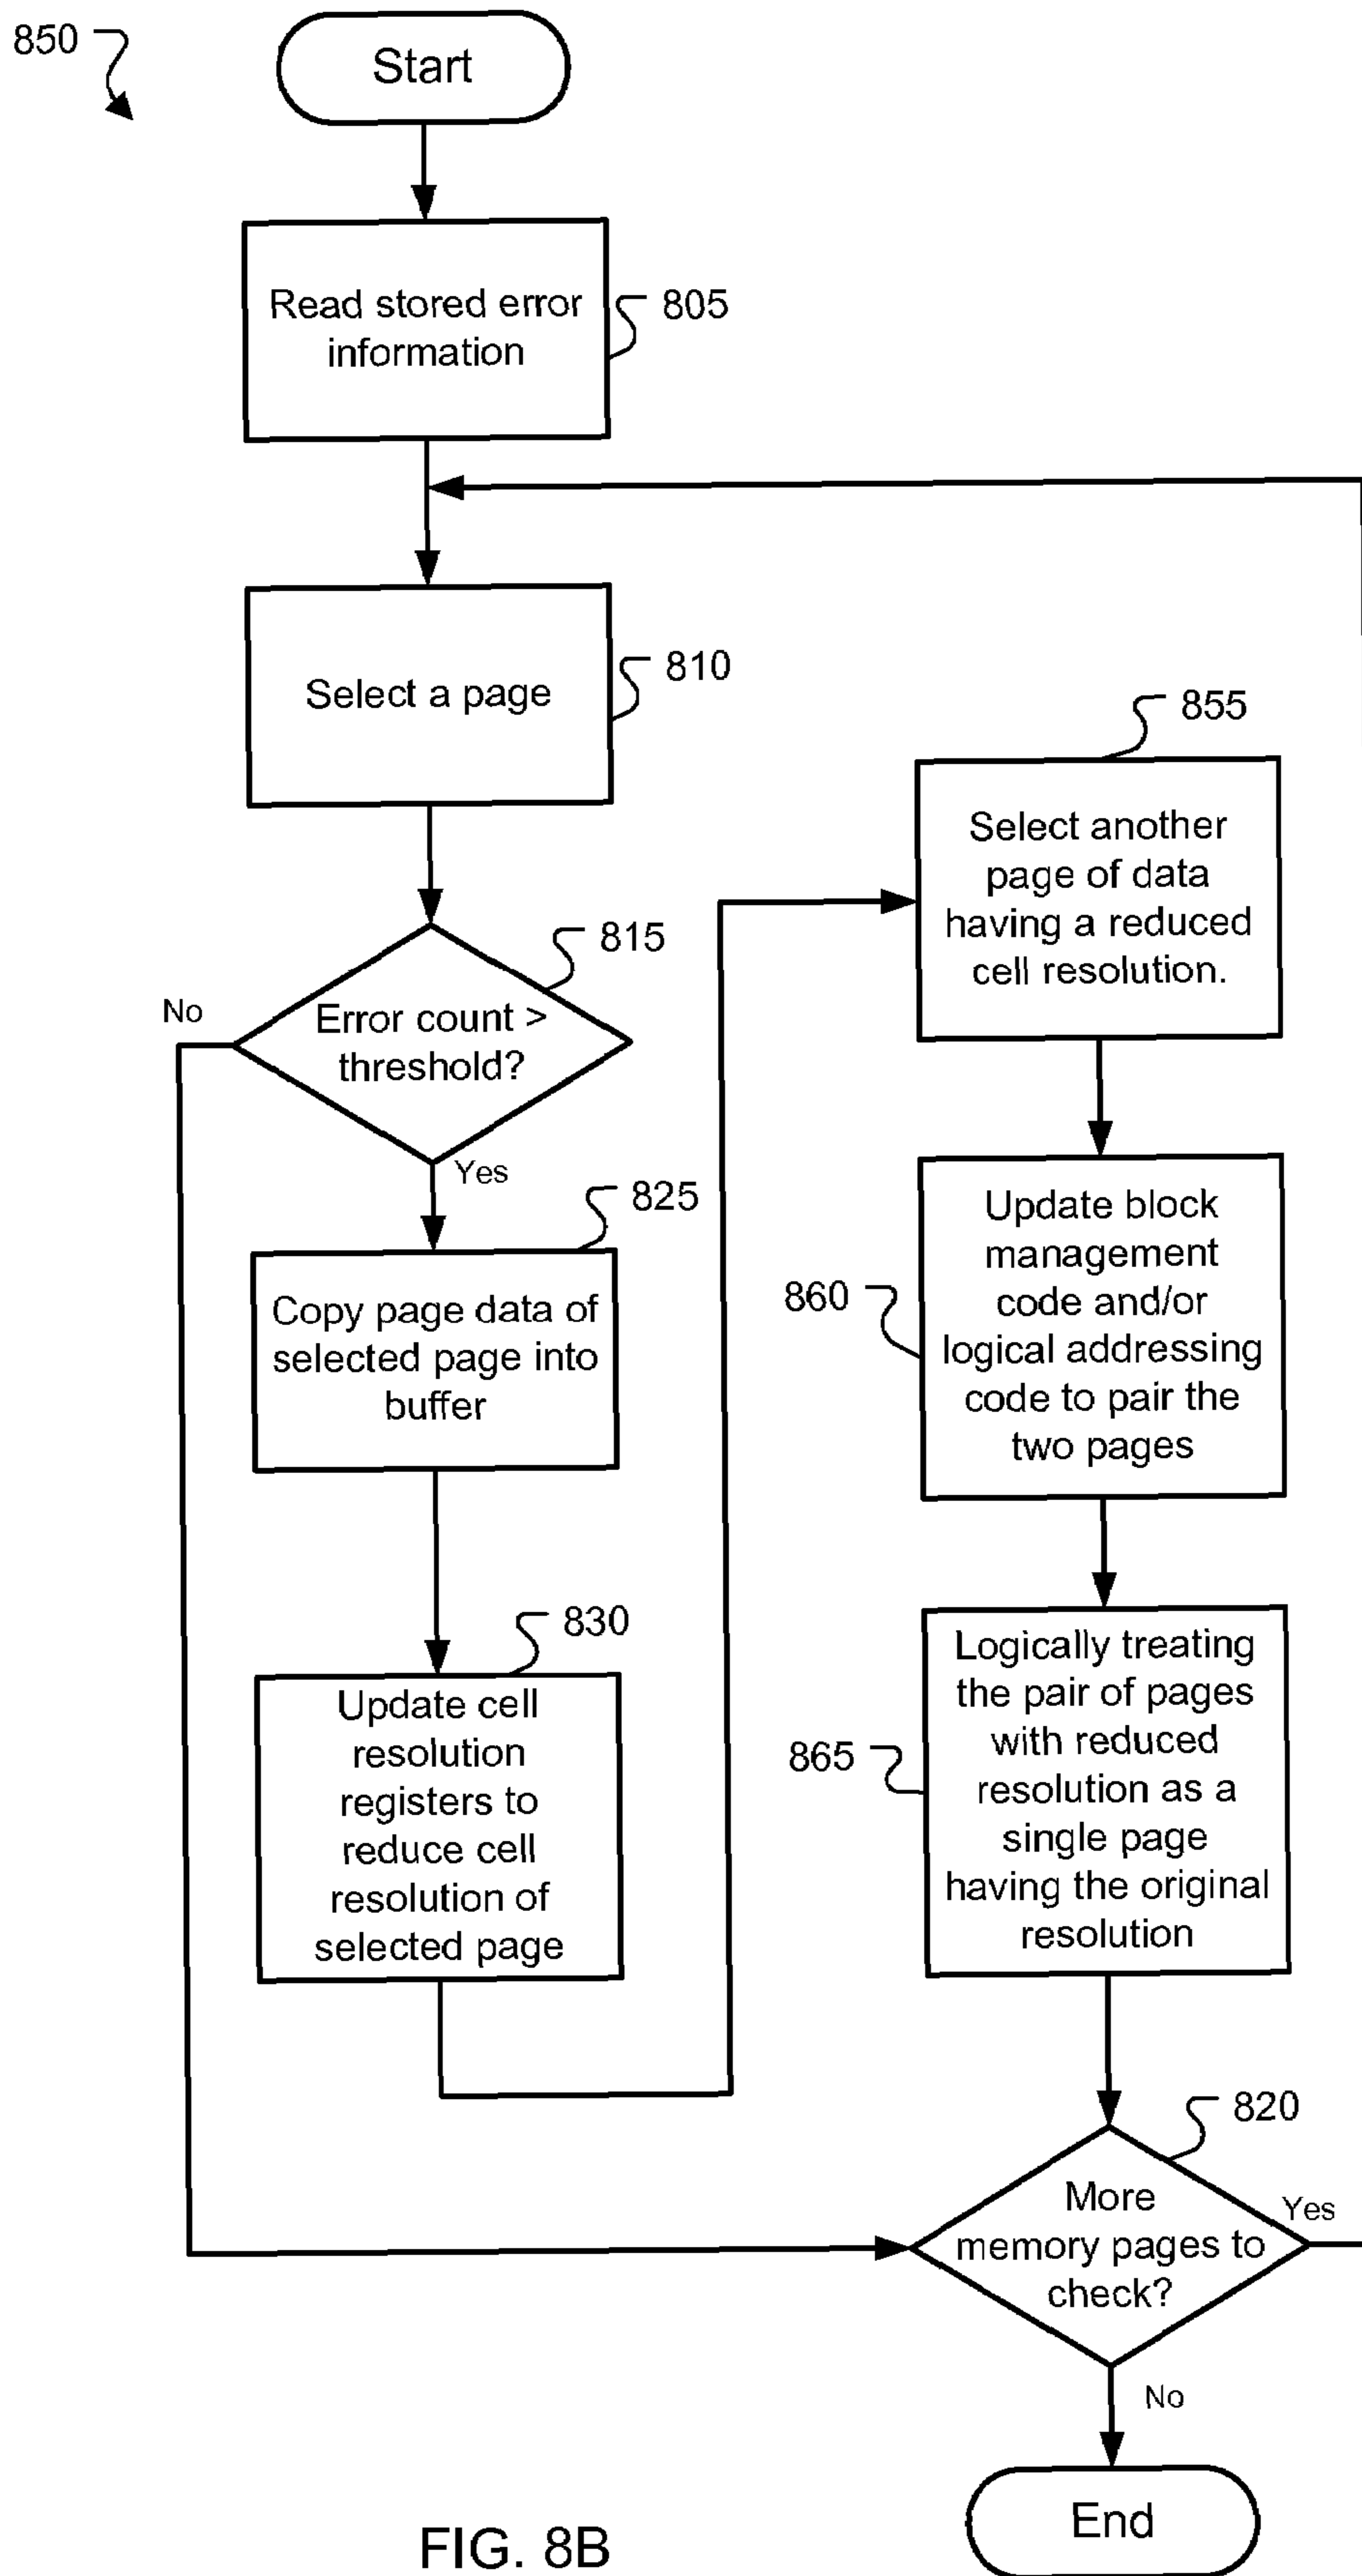 850
Start
Read stored error
information
805
Select a page
810
815
No
Error count >
threshold?
Yes
825
Copy page data of
selected page into
buffer
830
Update cell
resolution
registers to
reduce cell
resolution of
selected page
855
Select another
page of data
having a reduced
cell resolution.
860
Update block
management
code and/or
logical addressing
code to pair the
two pages
865
Logically treating
the pair of pages
with reduced
resolution as a
single page
having the original
resolution
820
More
memory pages to
check?
Yes
No
End
FIG. 8B